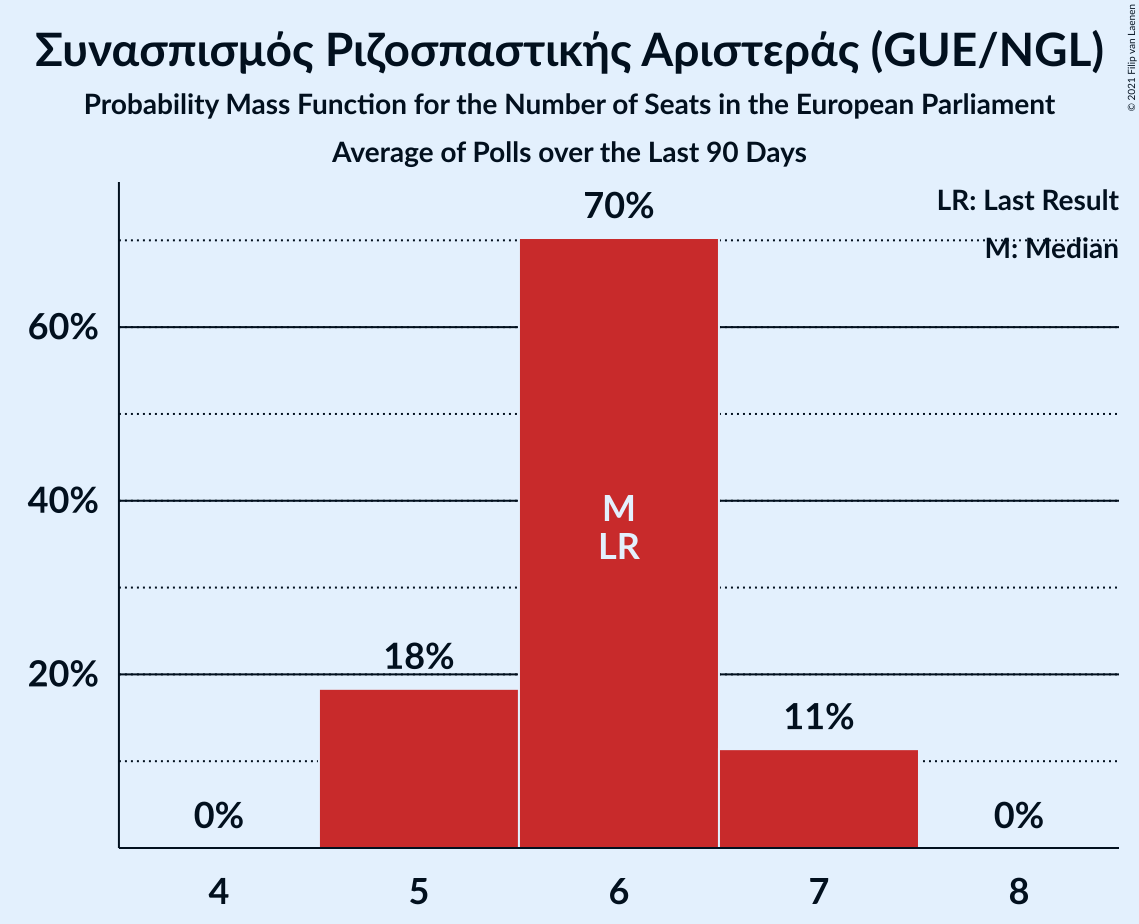 Συνασπισμός Ριζοσπαστικής Αριστεράς (GUE/NGL)
Probability Mass Function for the Number of Seats in the European Parliament
Average of Polls over the Last 90 Days
© 2021 Filip van Laenen
LR: Last Result
M: Median
70%
60%
40%
20%
M
LR
18%
11%
0%
0%
4 5 6 7 8